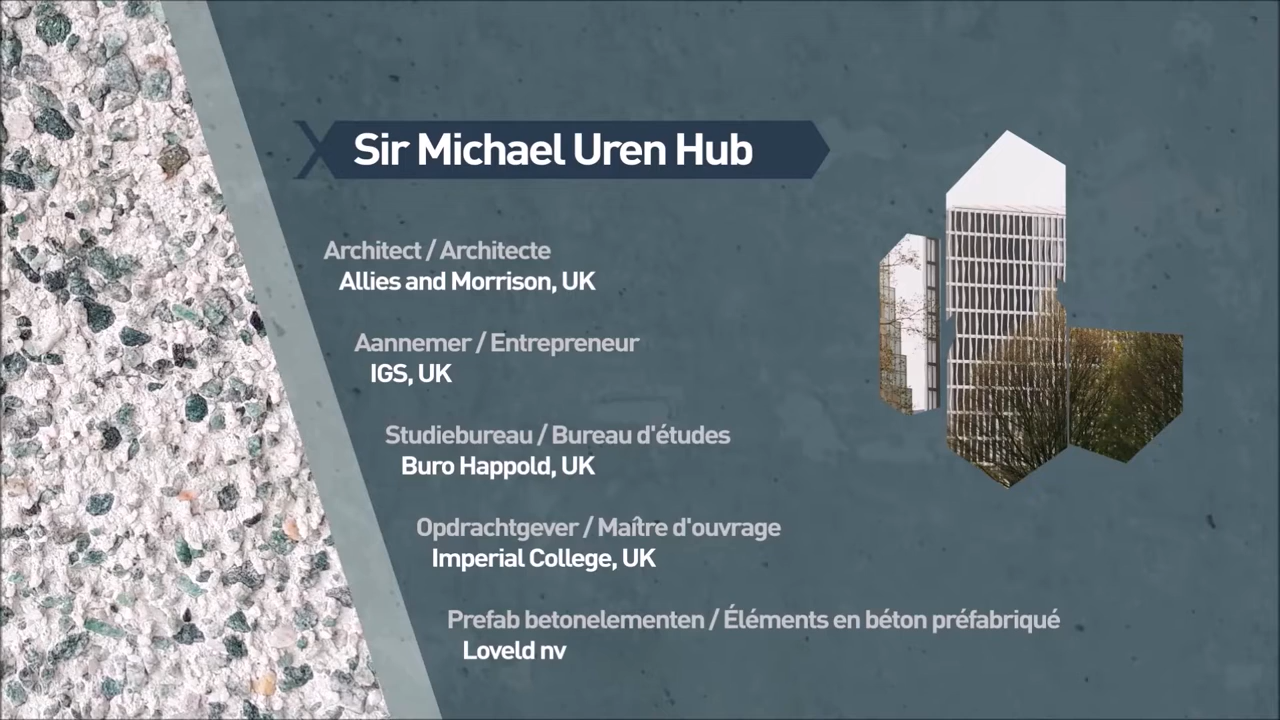 Sir Michael Uren Hub
Architect / Architecte
Allies and Morrison, UK
Aannemer / Entrepreneur
IGS, UK
Studiebureau / Bureau d'études
Buro Happold, UK
Opdrachtgever / Maître d'ouvrage
Imperial College, UK
Prefab betonelementen / Éléments en béton préfabriqué
Loveld nv